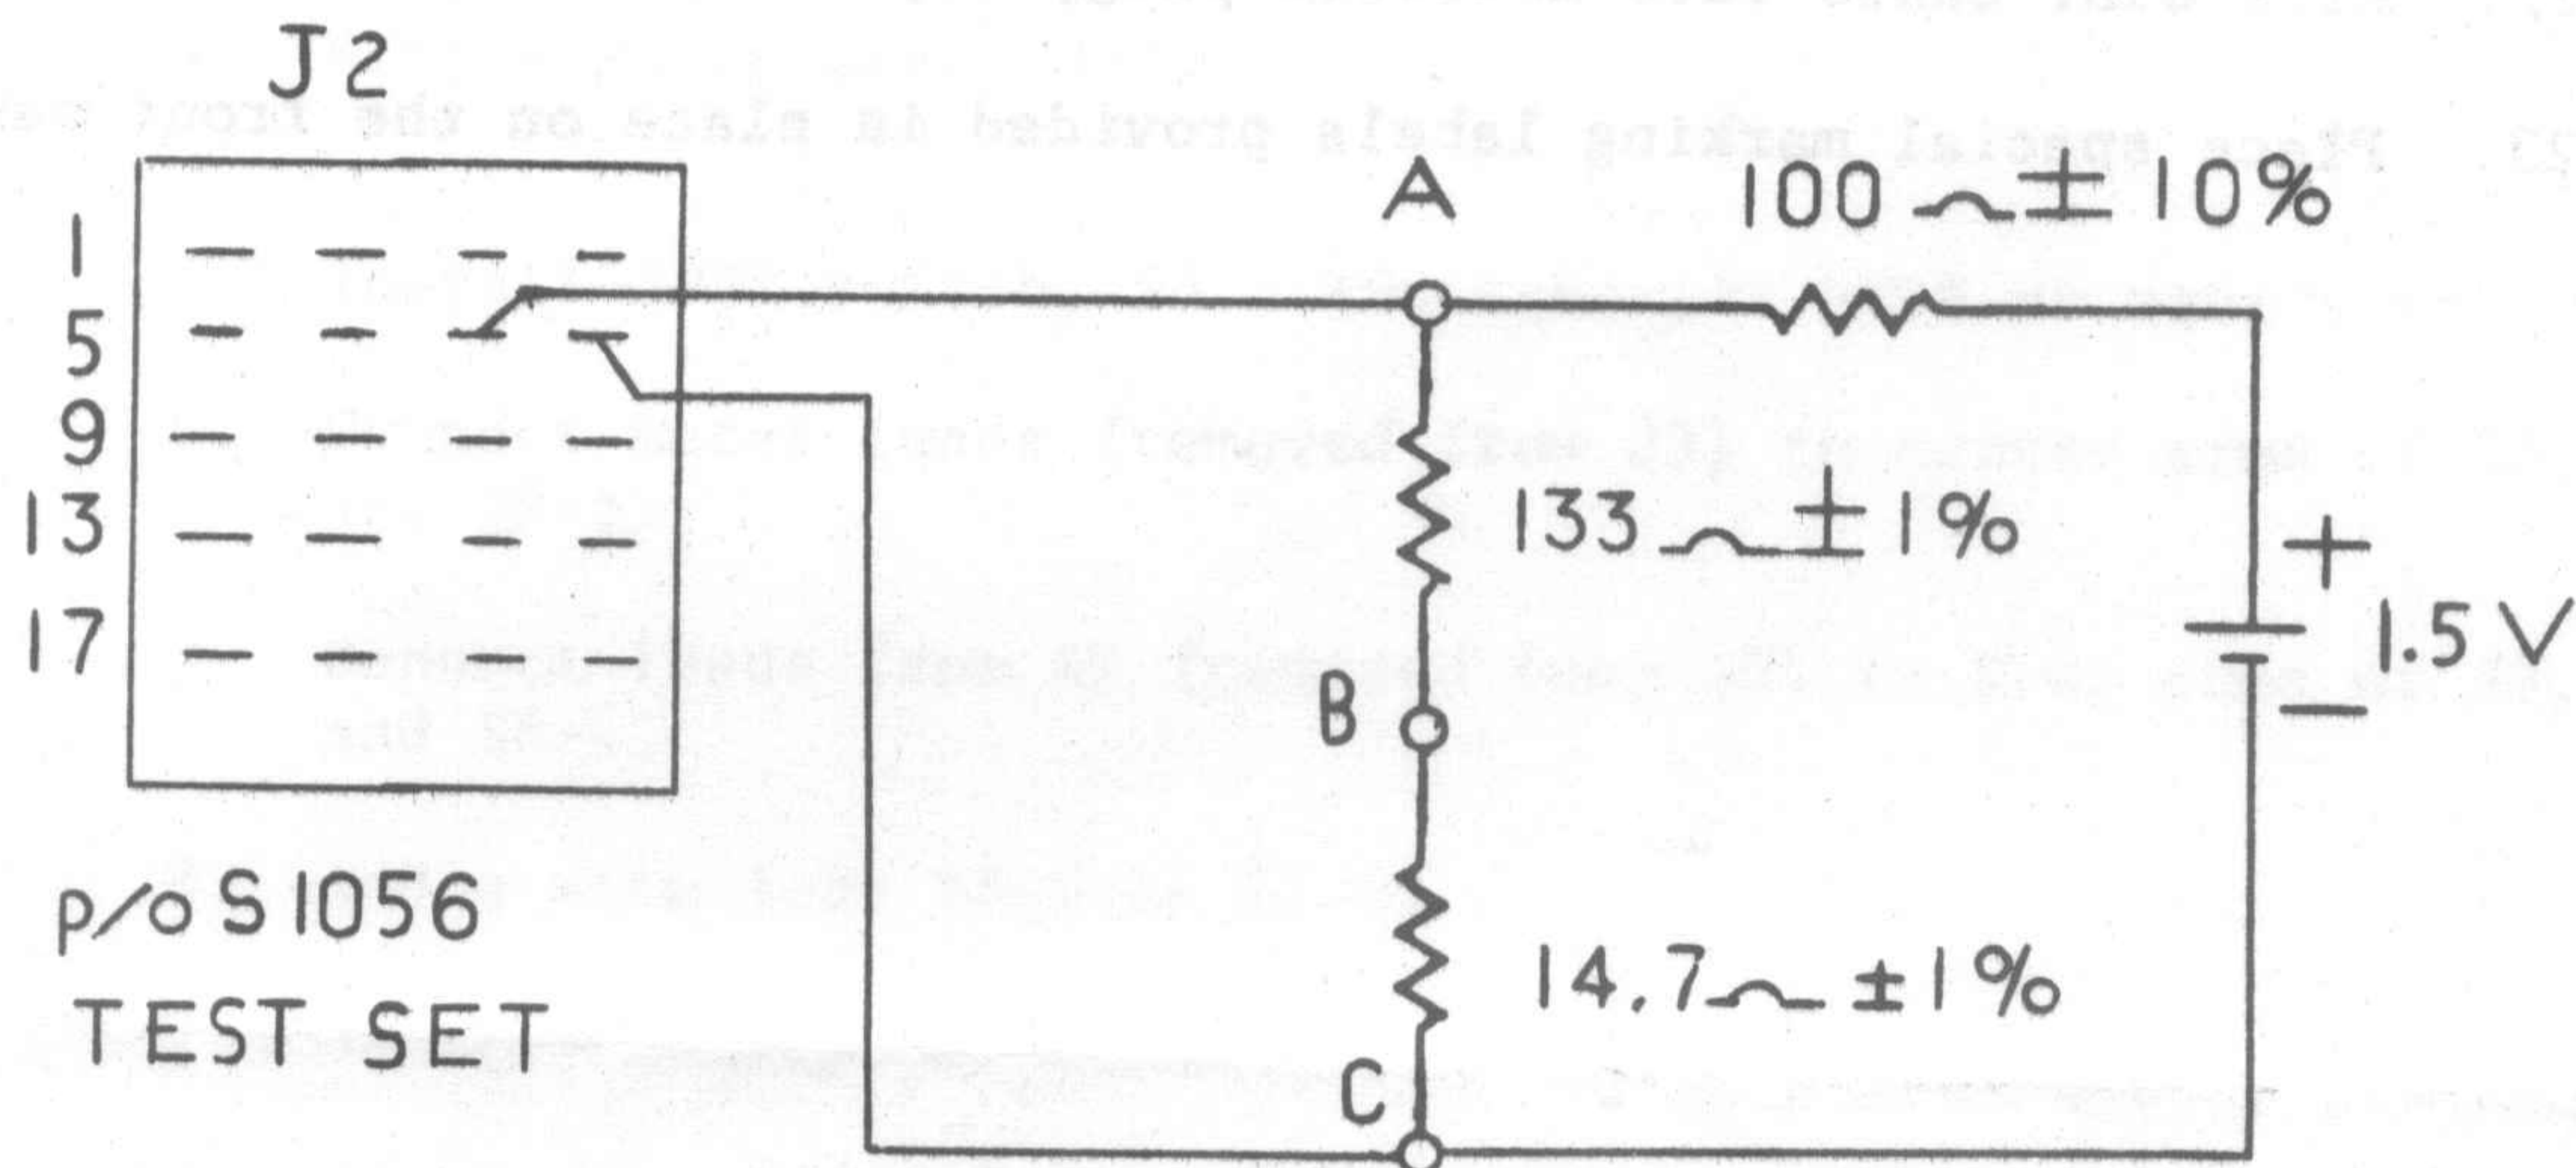 J2
1
5
9
13
17
p/o S1056
TEST SET
A
100 Ω ± 10%
133 Ω ± 1%
B
+
1.5 V
−
14.7 Ω ± 1%
C